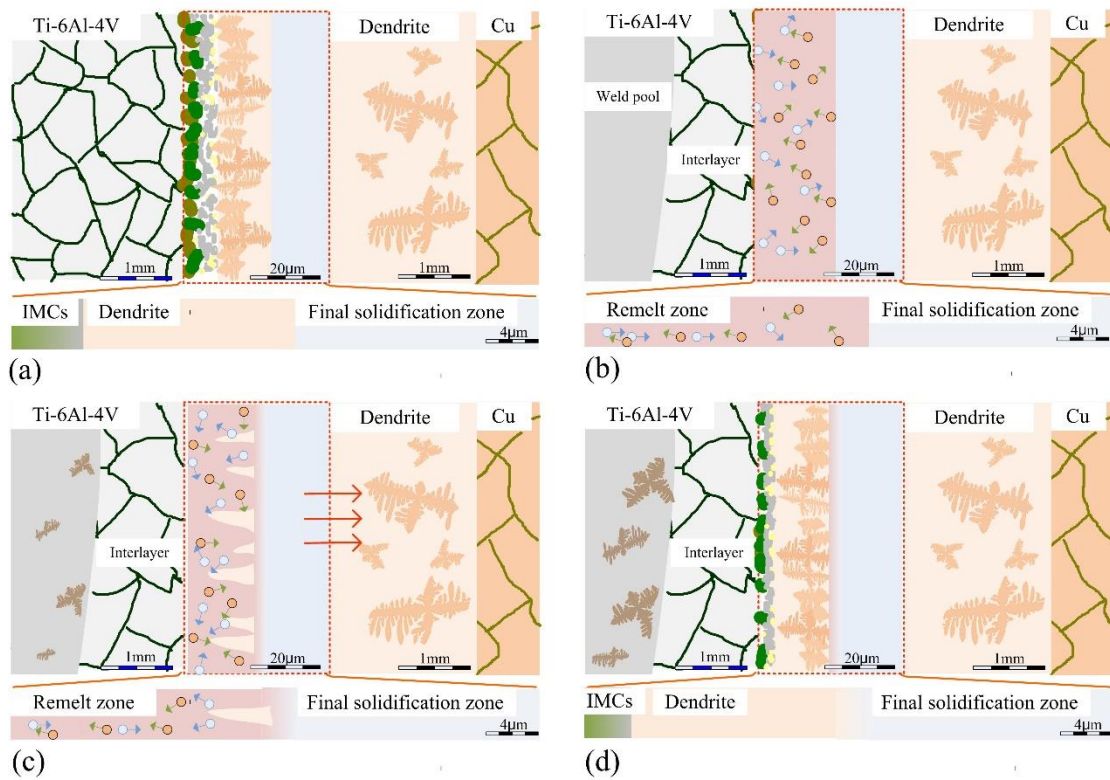 (a)
Ti-6Al-4V
Dendrite
Cu
1mm
20μm
1mm
IMCs
Dendrite
Final solidification zone
4μm
(b)
Ti-6Al-4V
Dendrite
Cu
Weld pool
Interlayer
1mm
20μm
1mm
Remelt zone
Final solidification zone
4μm
(c)
Ti-6Al-4V
Dendrite
Cu
Interlayer
1mm
20μm
1mm
Remelt zone
Final solidification zone
4μm
(d)
Ti-6Al-4V
Dendrite
Cu
Interlayer
1mm
20μm
1mm
IMCs
Dendrite
Final solidification zone
4μm